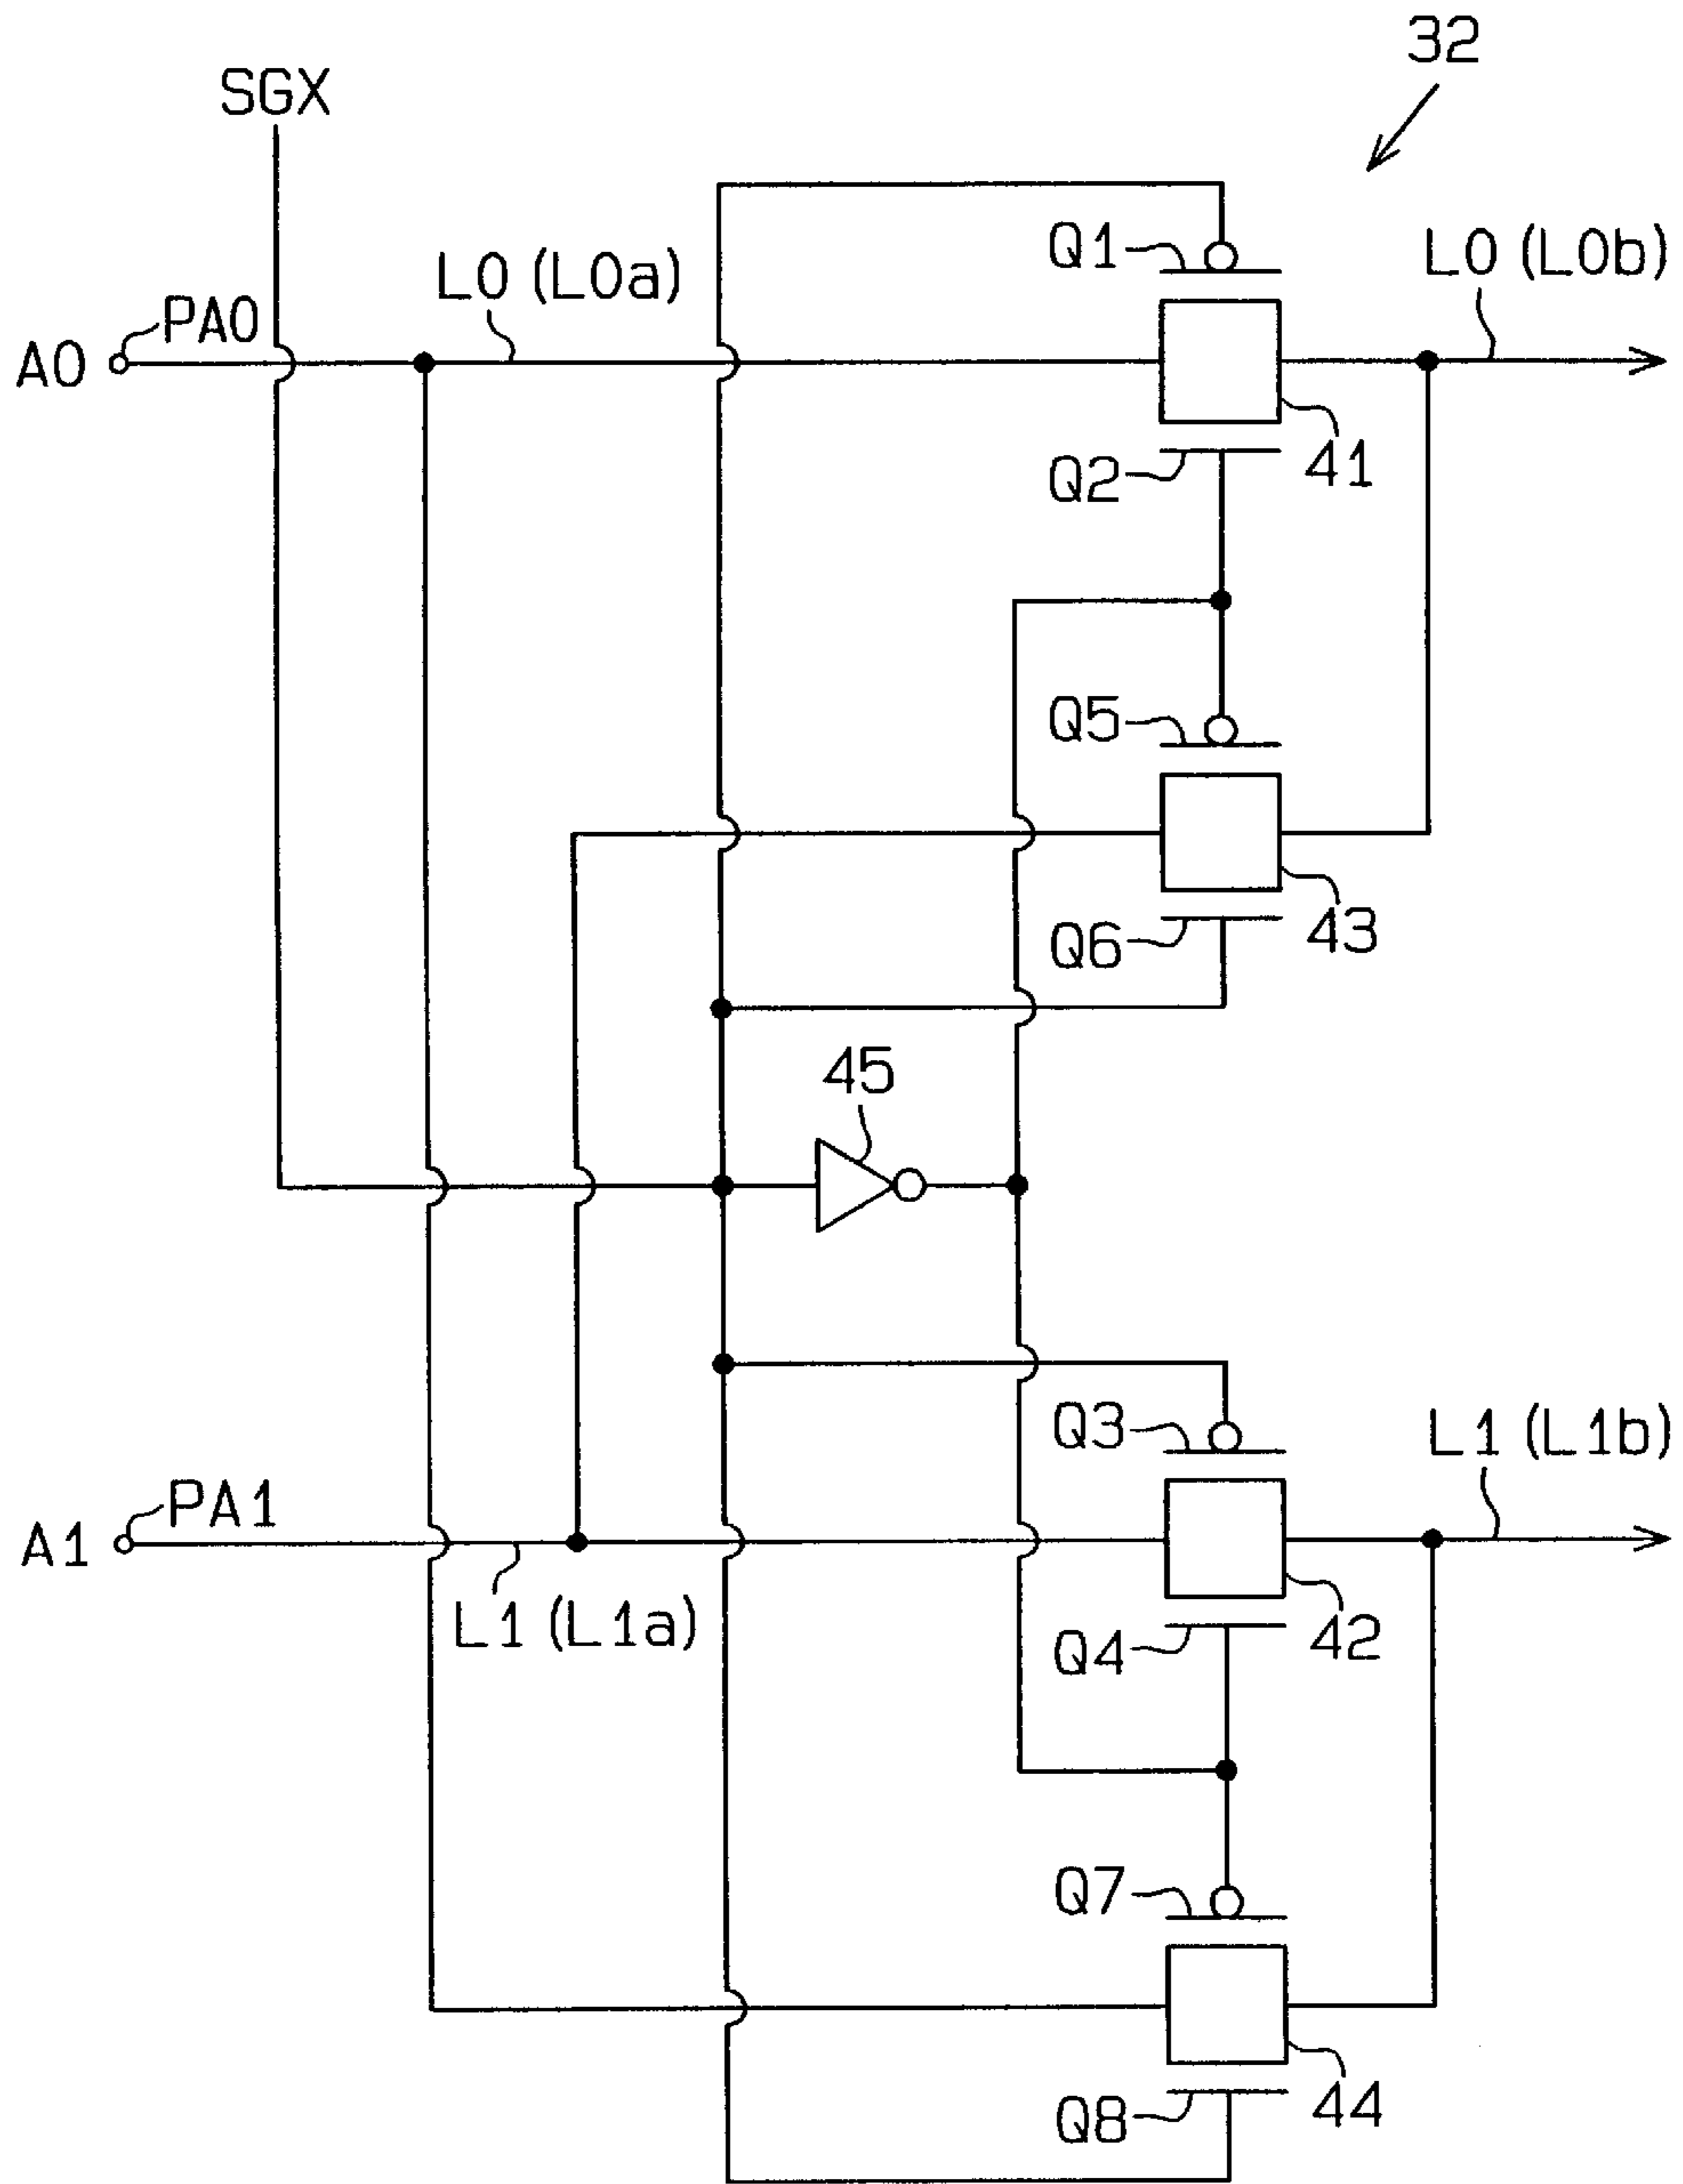 32
SGX
Q1
L0 (L0b)
L0 (L0a)
PA0
A0
41
Q2
Q5
43
Q6
45
Q3
L1 (L1b)
PA1
A1
L1 (L1a)
42
Q4
Q7
44
Q8